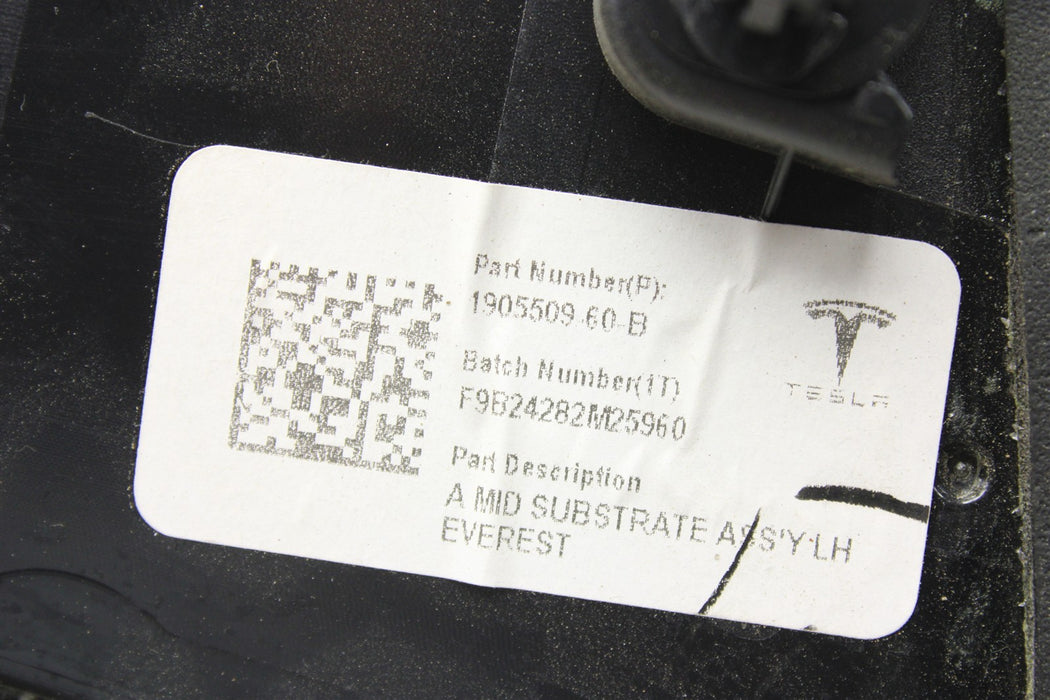 Part Number(P):
1905509-60-B
Batch Number(1T)
F9B24282M25960
Part Description
A MID SUBSTRATE ASS'Y LH
EVEREST
TESLA